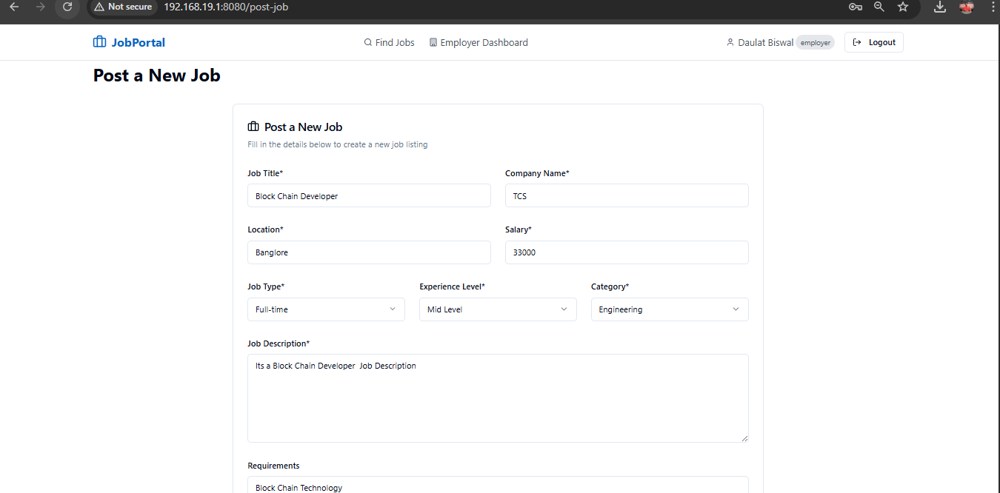 Not secure 192.168.19.1:8080/post-job
JobPortal Find Jobs Employer Dashboard Daulat Biswal employer Logout
Post a New Job
Post a New Job
Fill in the details below to create a new job listing
Job Title* Company Name*
Block Chain Developer TCS
Location* Salary*
Banglore 33000
Job Type* Experience Level* Category*
Full-time Mid Level Engineering
Job Description*
Its a Block Chain Developer  Job Description
Requirements
Block Chain Technology